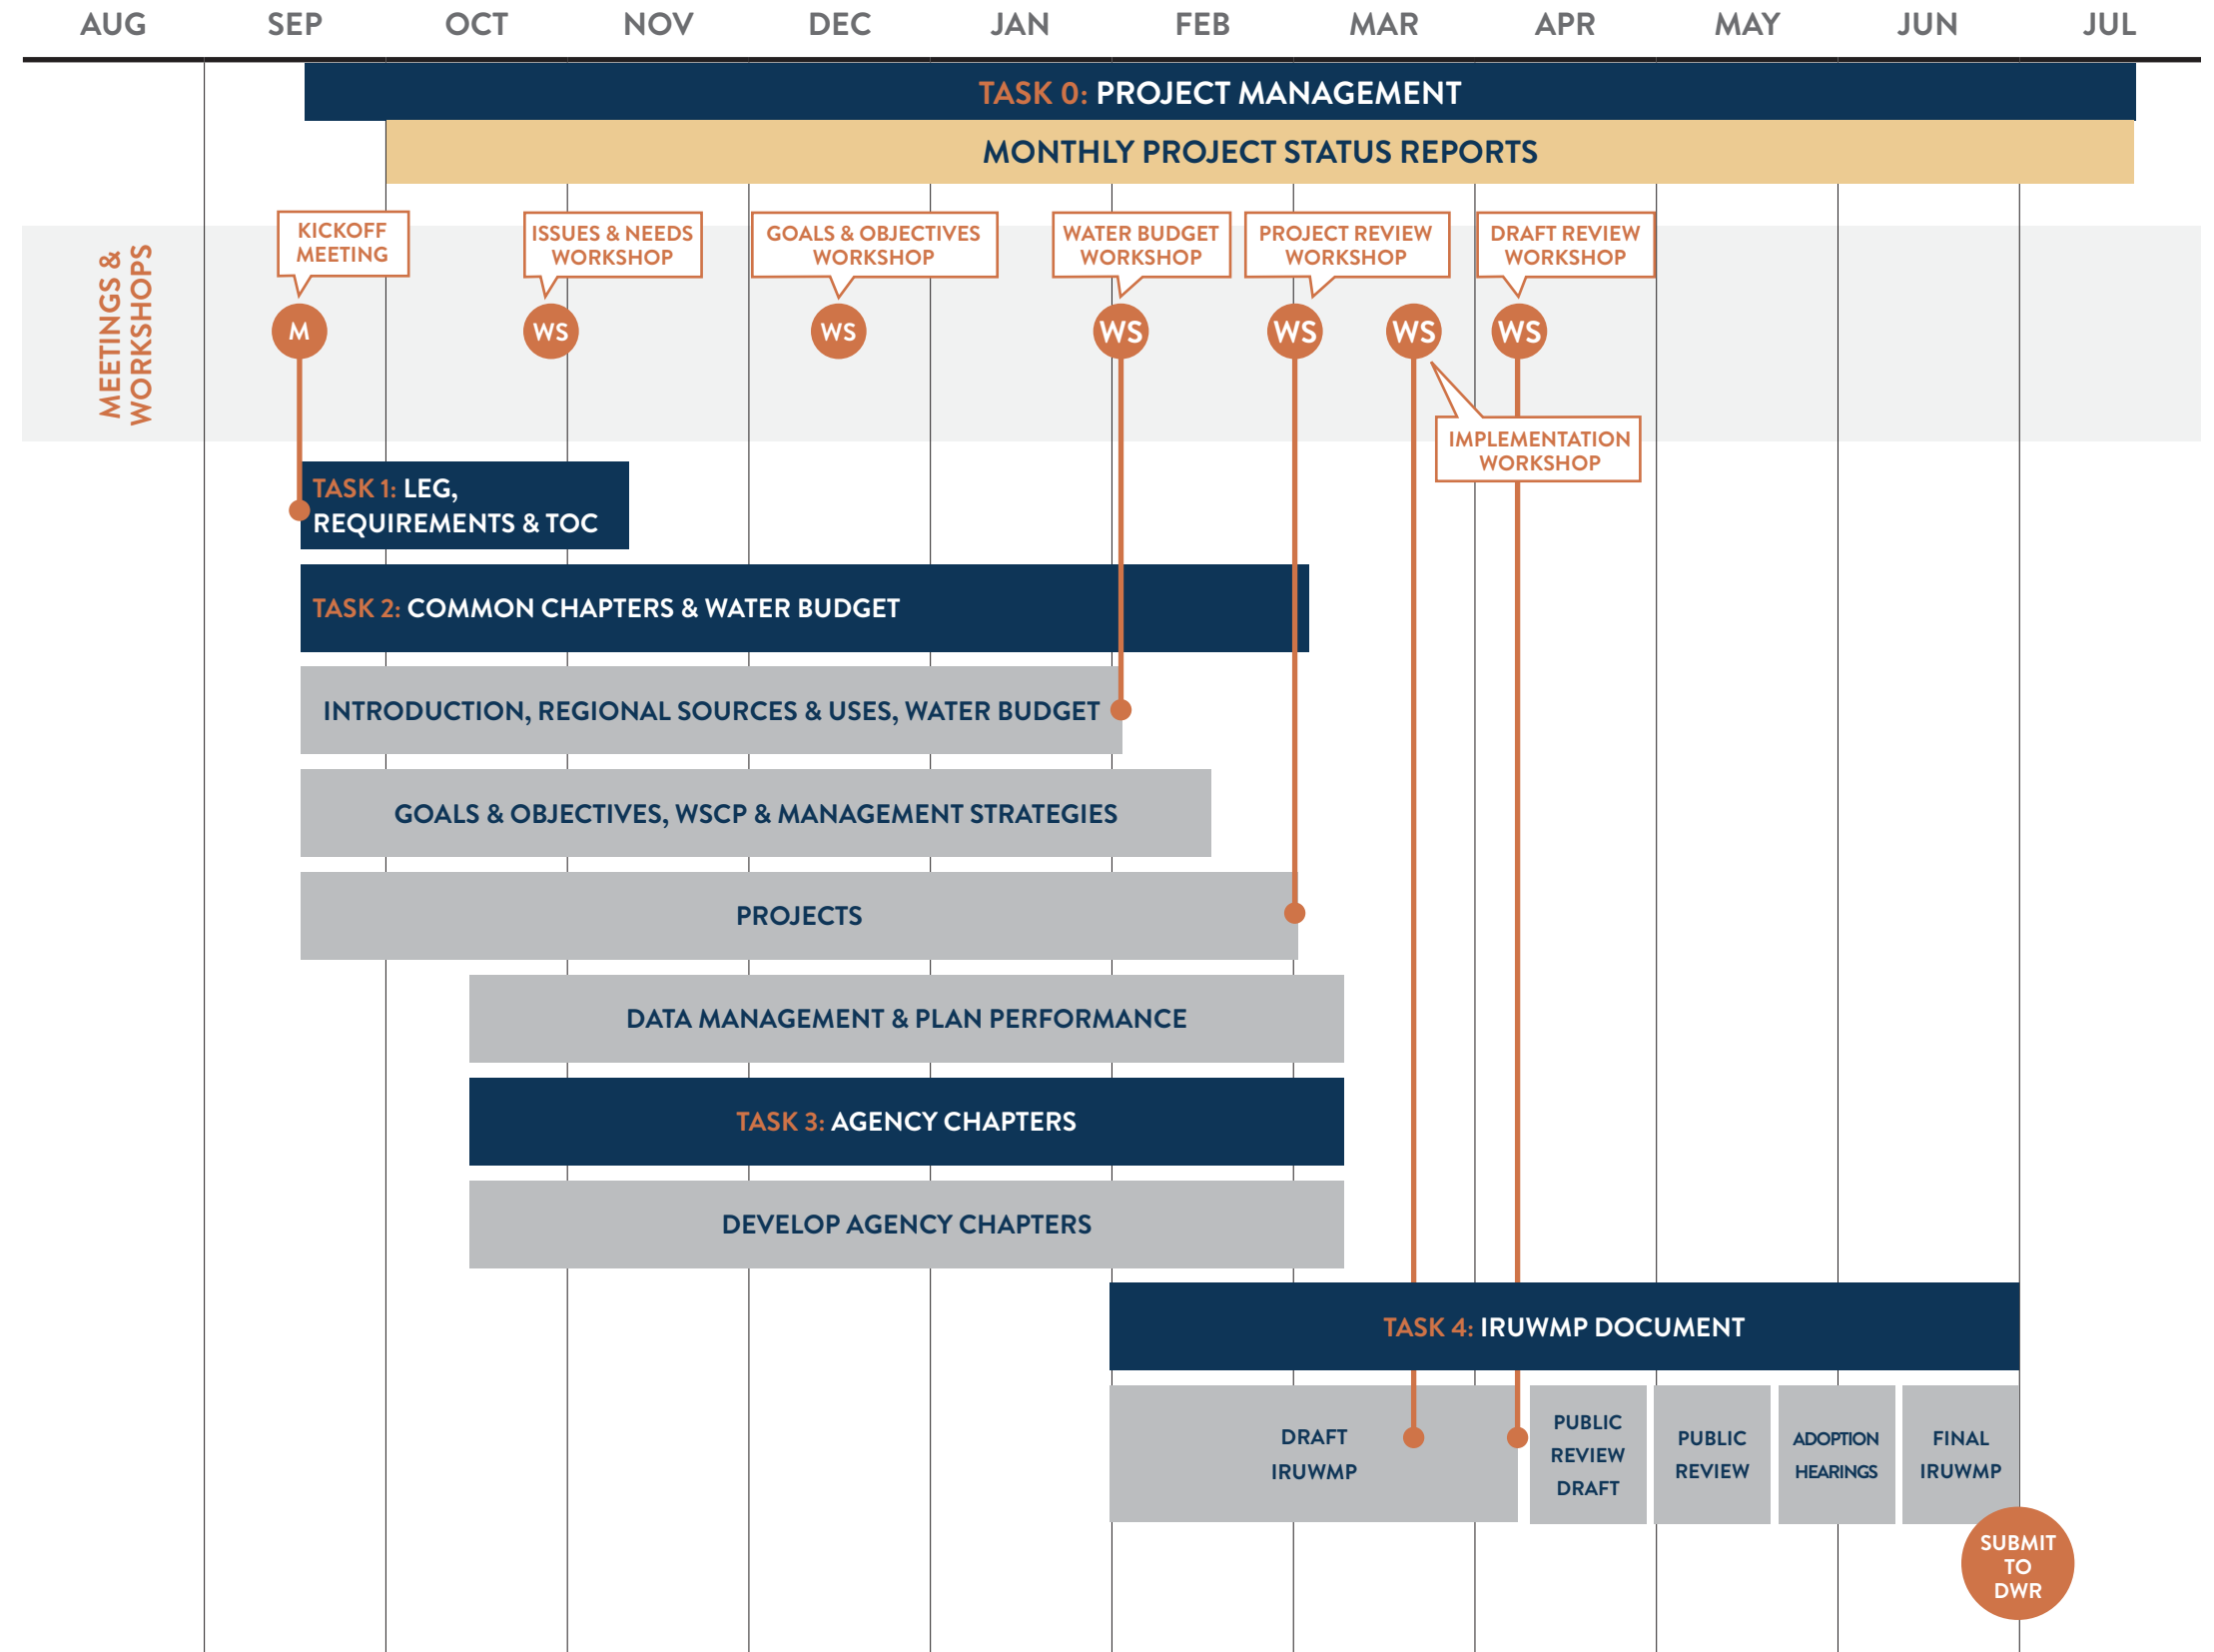 AUG SEP OCT NOV DEC JAN FEB MAR APR MAY JUN JUL
TASK 0: PROJECT MANAGEMENT
MONTHLY PROJECT STATUS REPORTS
MEETINGS &
WORKSHOPS
KICKOFF
MEETING
ISSUES & NEEDS
WORKSHOP
GOALS & OBJECTIVES
WORKSHOP
WATER BUDGET
WORKSHOP
PROJECT REVIEW
WORKSHOP
DRAFT REVIEW
WORKSHOP
M WS WS WS WS WS WS
IMPLEMENTATION
WORKSHOP
TASK 1: LEG,
REQUIREMENTS & TOC
TASK 2: COMMON CHAPTERS & WATER BUDGET
INTRODUCTION, REGIONAL SOURCES & USES, WATER BUDGET
GOALS & OBJECTIVES, WSCP & MANAGEMENT STRATEGIES
PROJECTS
DATA MANAGEMENT & PLAN PERFORMANCE
TASK 3: AGENCY CHAPTERS
DEVELOP AGENCY CHAPTERS
TASK 4: IRUWMP DOCUMENT
DRAFT
IRUWMP
PUBLIC
REVIEW
DRAFT
PUBLIC
REVIEW
ADOPTION
HEARINGS
FINAL
IRUWMP
SUBMIT
TO
DWR